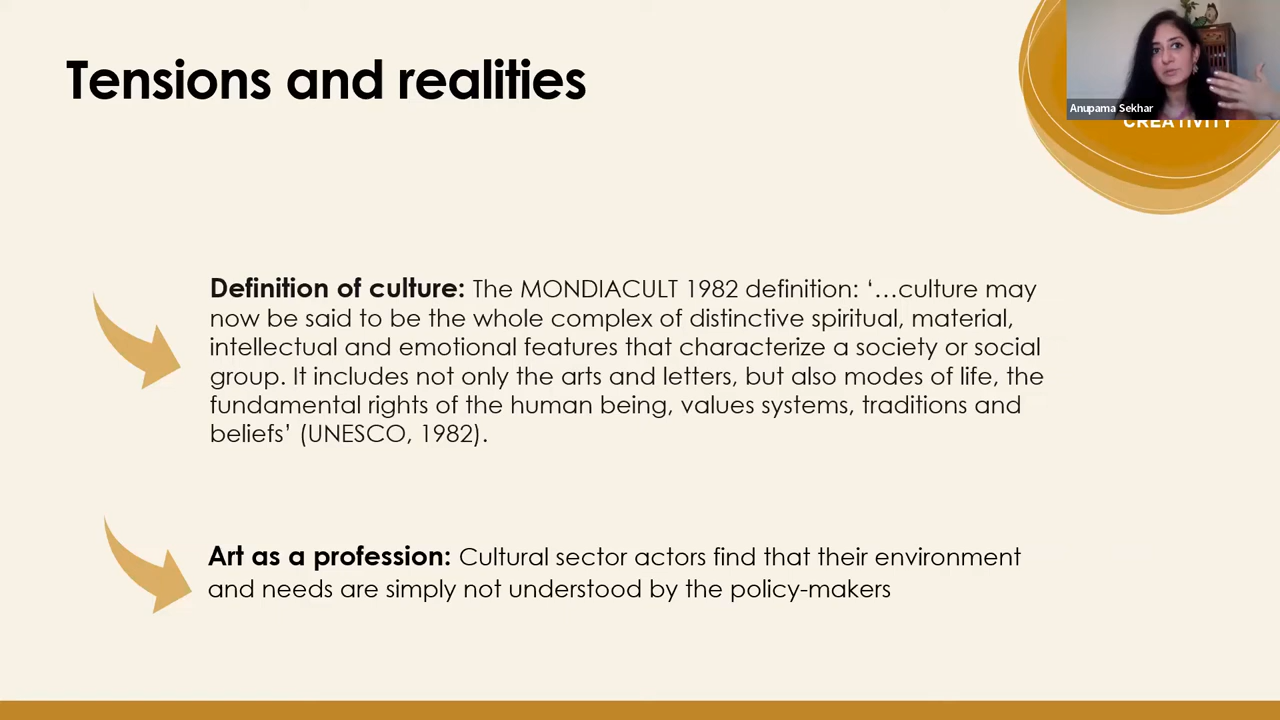 Tensions and realities
Anupama Sekhar
CREATIVITY
Definition of culture: The MONDIACULT 1982 definition: ‘…culture may
now be said to be the whole complex of distinctive spiritual, material,
intellectual and emotional features that characterize a society or social
group. It includes not only the arts and letters, but also modes of life, the
fundamental rights of the human being, values systems, traditions and
beliefs’ (UNESCO, 1982).
Art as a profession: Cultural sector actors find that their environment
and needs are simply not understood by the policy-makers